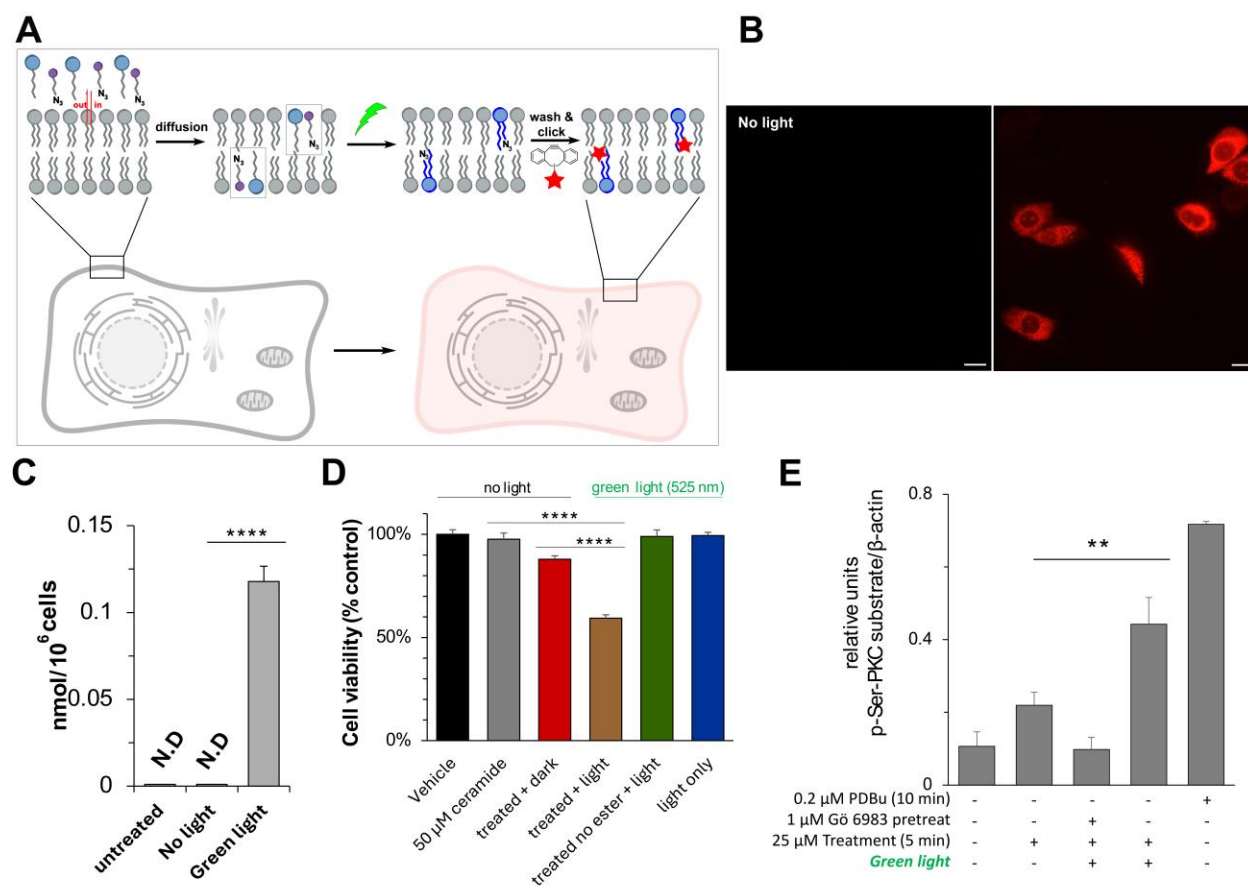 A
N₃
N₃
N₃
out in
diffusion
N₃
N₃
N₃
N₃
wash &
click
B
No light
C
nmol/10⁶ cells
0.15
0.1
0.05
0
N.D
N.D
****
untreated
No light
Green light
D
no light
green light (525 nm)
****
****
Cell viability (% control)
100%
50%
0%
Vehicle
50 µM ceramide
treated + dark
treated + light
treated no ester + light
light only
E
relative units
p-Ser-PKC substrate/β-actin
0.8
0.4
0
**
0.2 µM PDBu (10 min) - - - - +
1 µM Gö 6983 pretreat - - + - -
25 µM Treatment (5 min) - + + + -
Green light - - + + -